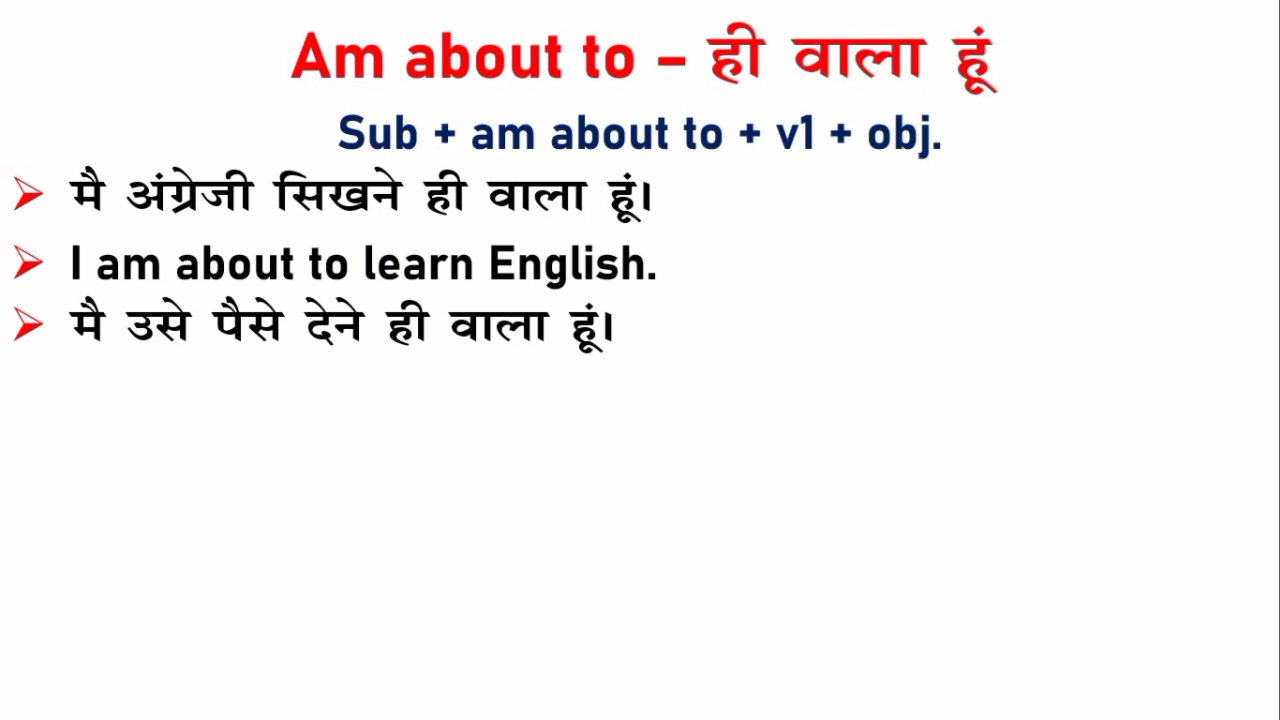 Am about to – ही वाला हूं
Sub + am about to + v1 + obj.
मै अंग्रेजी सिखने ही वाला हूं।
I am about to learn English.
मै उसे पैसे देने ही वाला हूं।